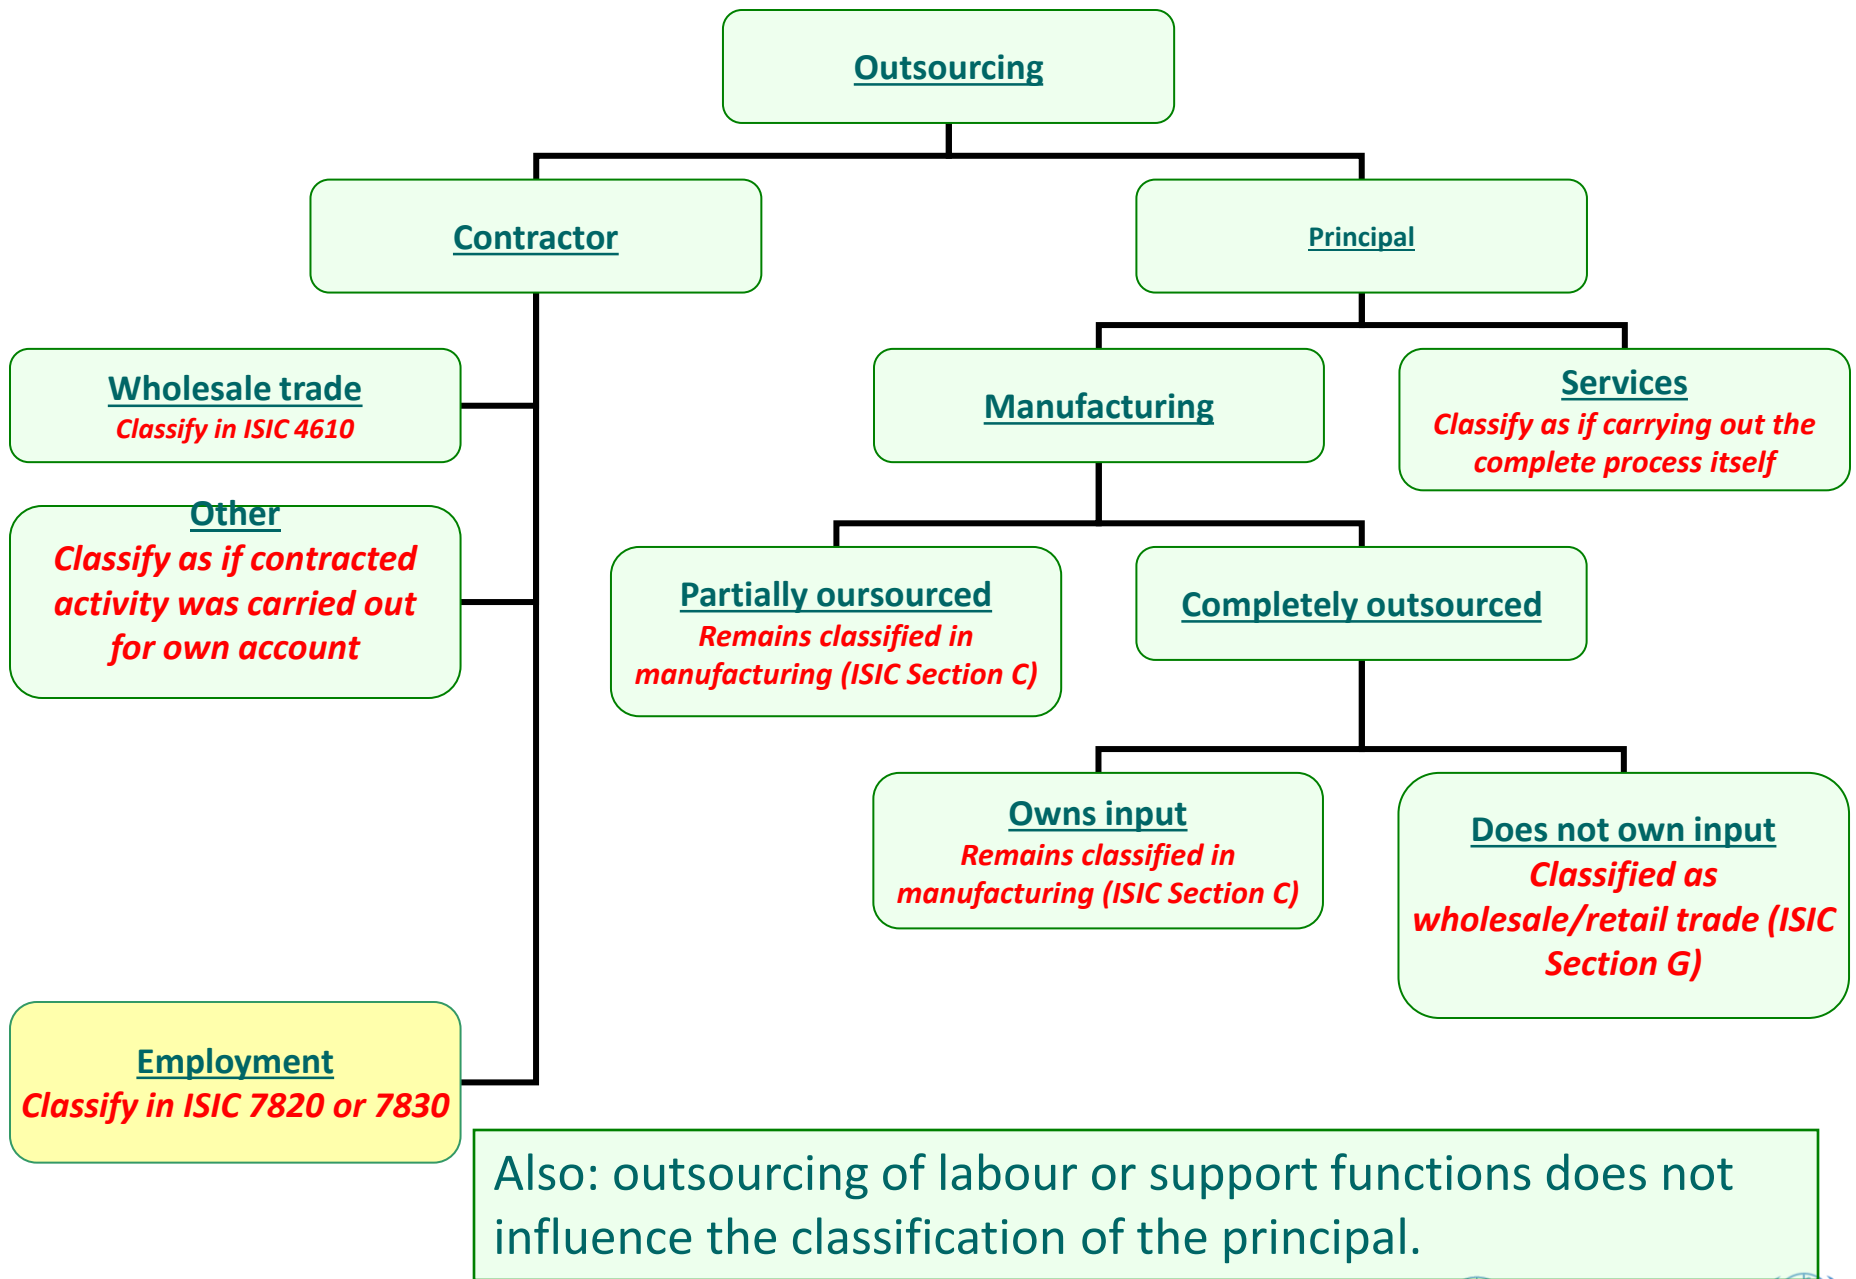 Outsourcing
Contractor
Principal
Wholesale trade
Classify in ISIC 4610
Manufacturing
Services
Classify as if carrying out the
complete process itself
Other
Classify as if contracted
activity was carried out
for own account
Partially oursourced
Remains classified in
manufacturing (ISIC Section C)
Completely outsourced
Owns input
Remains classified in
manufacturing (ISIC Section C)
Does not own input
Classified as
wholesale/retail trade (ISIC
Section G)
Employment
Classify in ISIC 7820 or 7830
Also: outsourcing of labour or support functions does not
influence the classification of the principal.